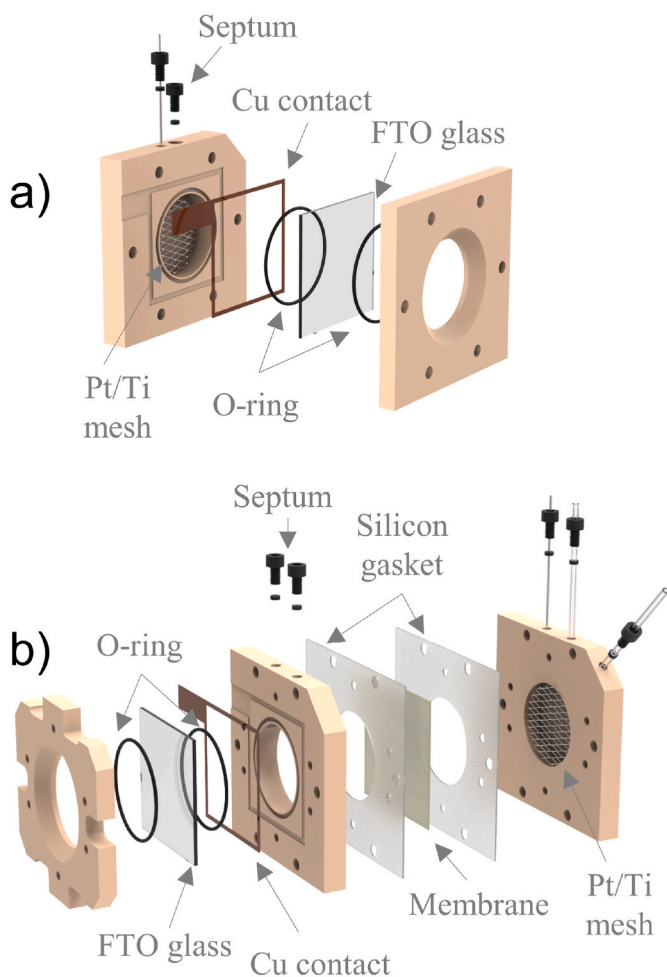 Septum
Cu contact
FTO glass
a)
Pt/Ti
mesh
O-ring
Septum
Silicon
gasket
b)
O-ring
Membrane
Pt/Ti
mesh
FTO glass
Cu contact